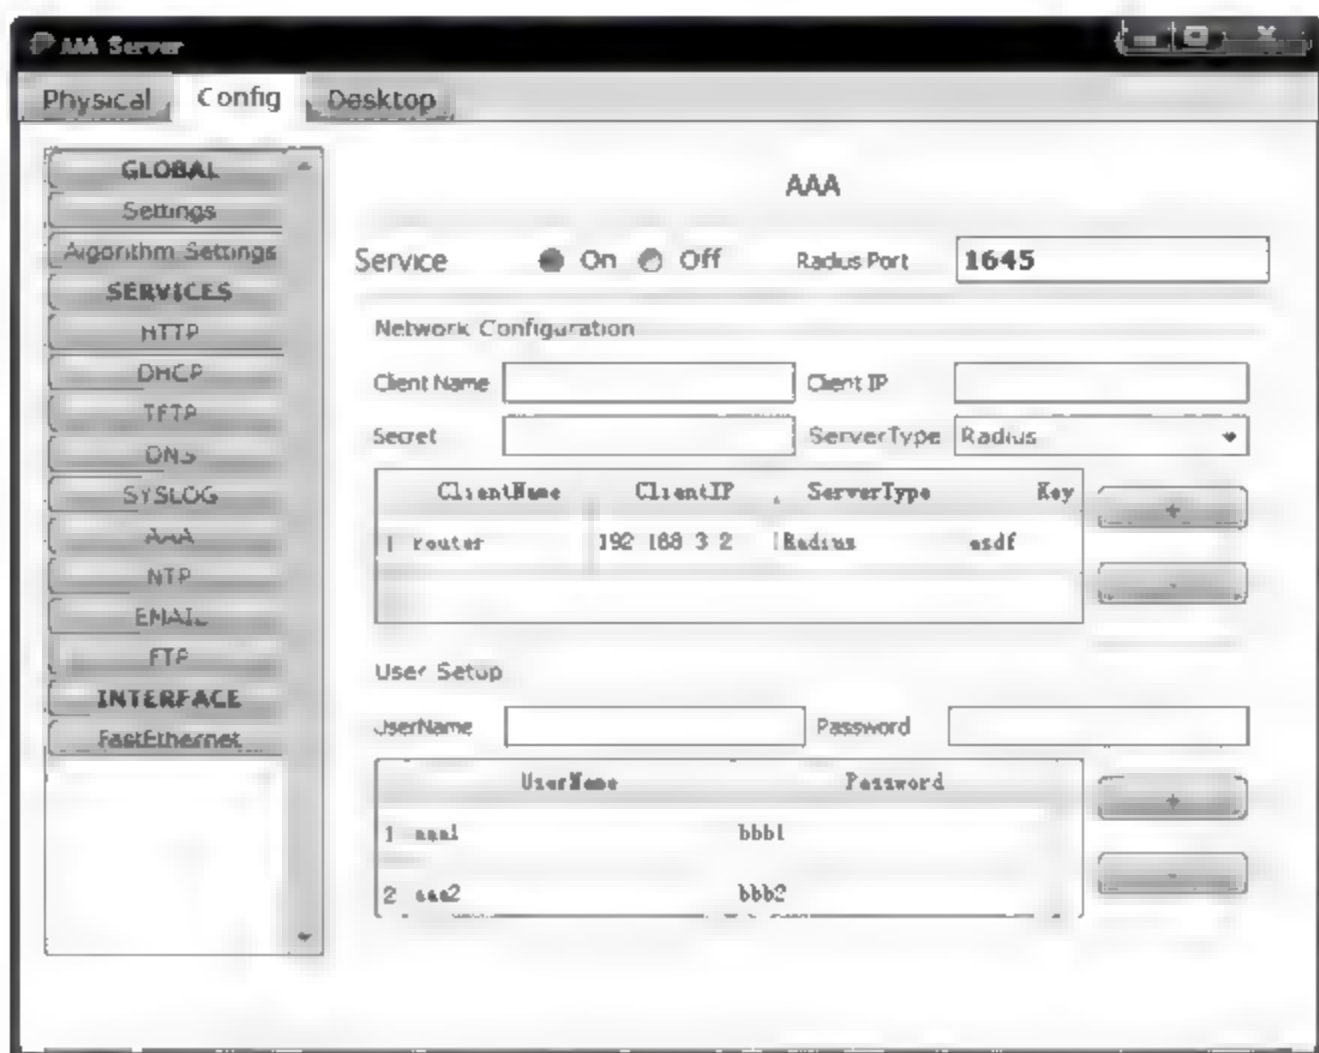 AAA Server
Physical Config Desktop
GLOBAL
Settings
Algorithm Settings
SERVICES
HTTP
DHCP
TFTP
DNS
SYSLOG
AAA
NTP
EMAIL
FTP
INTERFACE
FastEthernet
AAA
Service On Off Radius Port 1645
Network Configuration
Client Name Client IP
Secret ServerType Radius
ClientName ClientIP ServerType Key
1 router 192 168 3 2 Radius asdf
+
-
User Setup
UserName Password
UserName Password
1 aaa1 bbb1
2 aaa2 bbb2
+
-